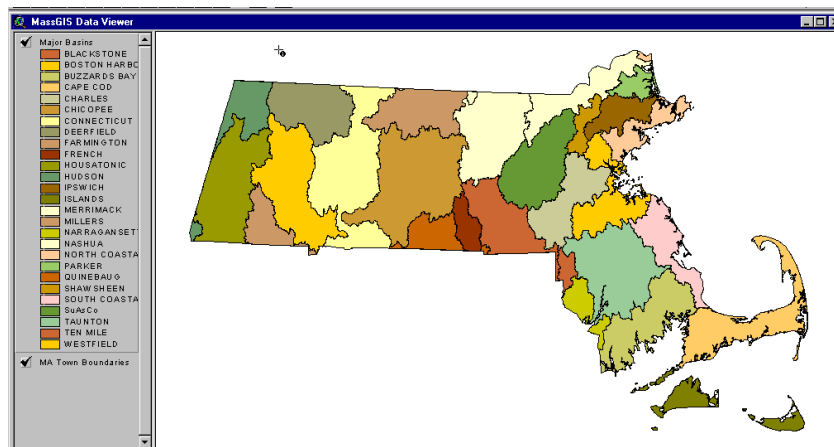 MassGIS Data Viewer
Major Basins
BLACKSTONE
BOSTON HARBO
BUZZARDS BAY
CAPE COD
CHARLES
CHICOPEE
CONNECTICUT
DEERFIELD
FARMINGTON
FRENCH
HOUSATONIC
HUDSON
IPSWICH
ISLANDS
MERRIMACK
MILLERS
NARRAGANSETT
NASHUA
NORTH COASTA
PARKER
QUINEBAUG
SHAWSHEEN
SOUTH COASTA
SuAsCo
TAUNTON
TEN MILE
WESTFIELD
MA Town Boundaries